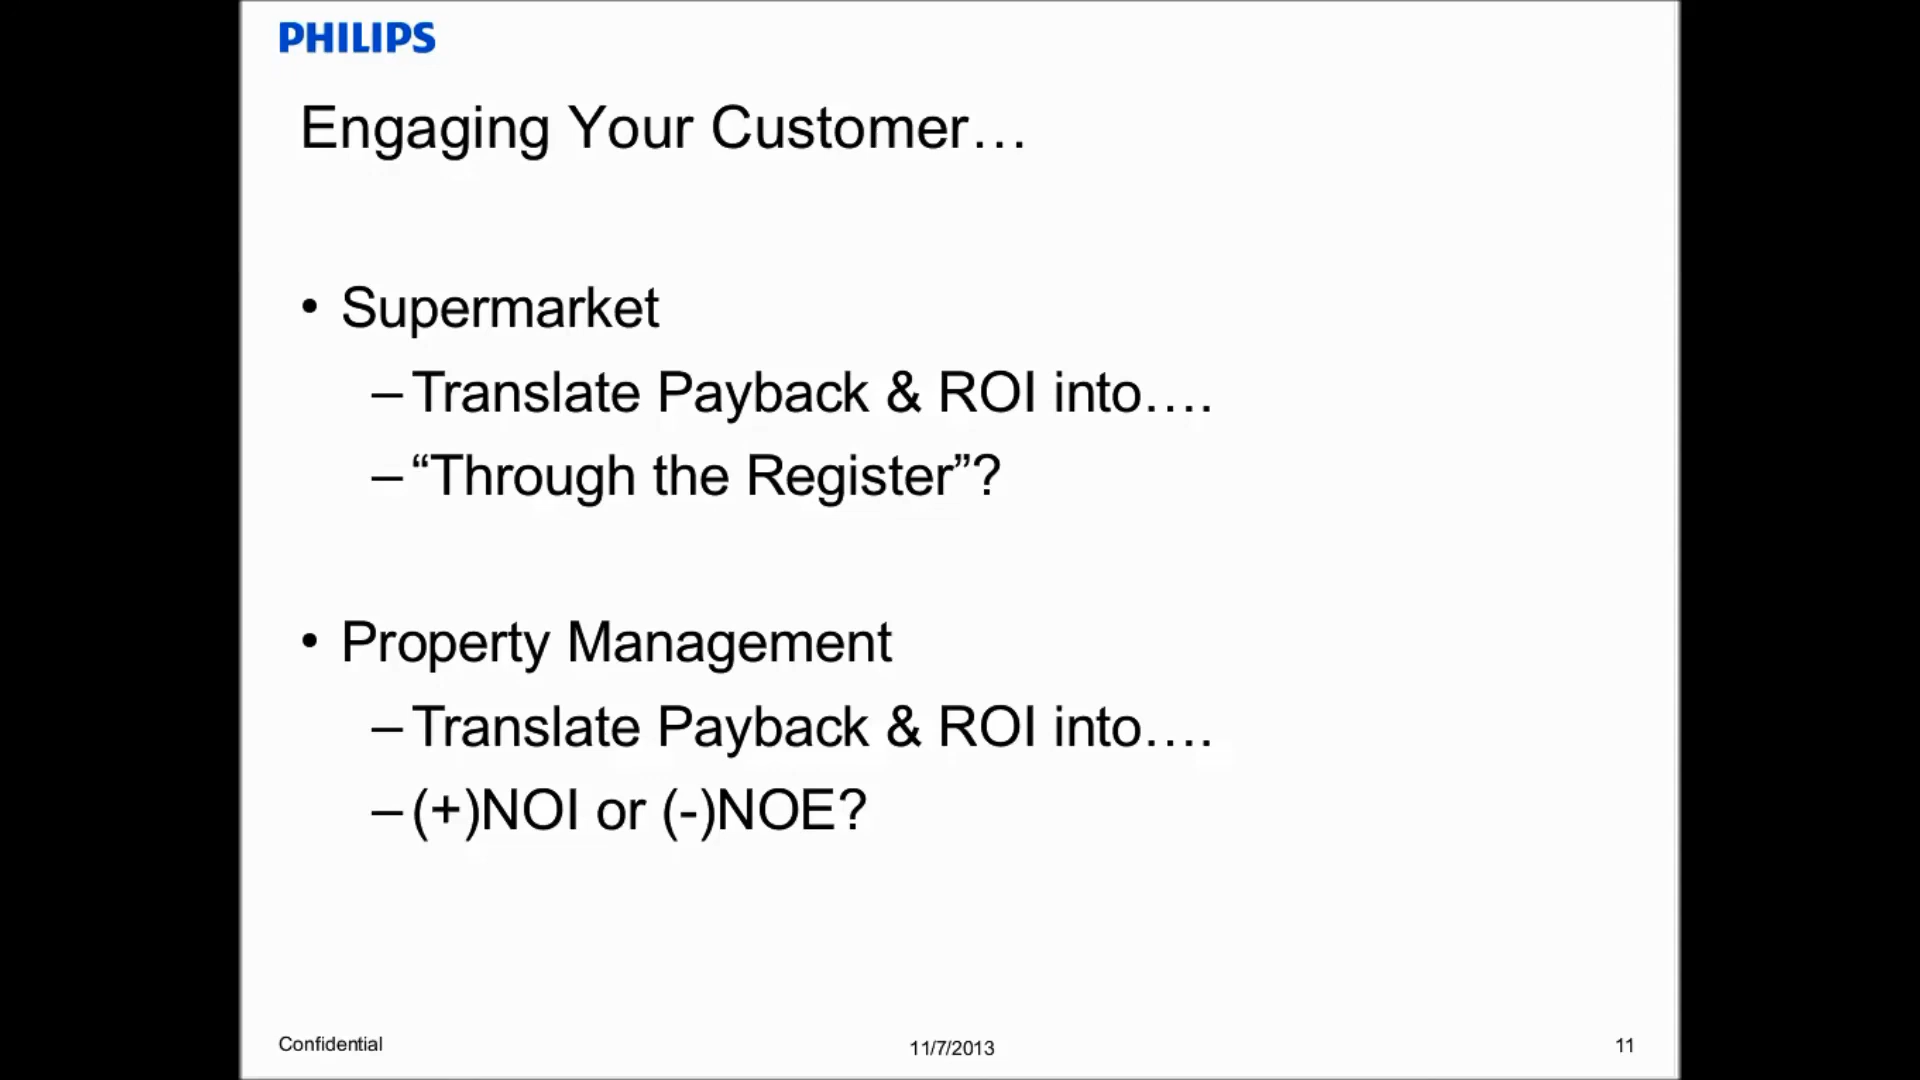 PHILIPS
Engaging Your Customer…
• Supermarket
– Translate Payback & ROI into….
– “Through the Register”?
• Property Management
– Translate Payback & ROI into….
– (+)NOI or (-)NOE?
Confidential
11/7/2013
11